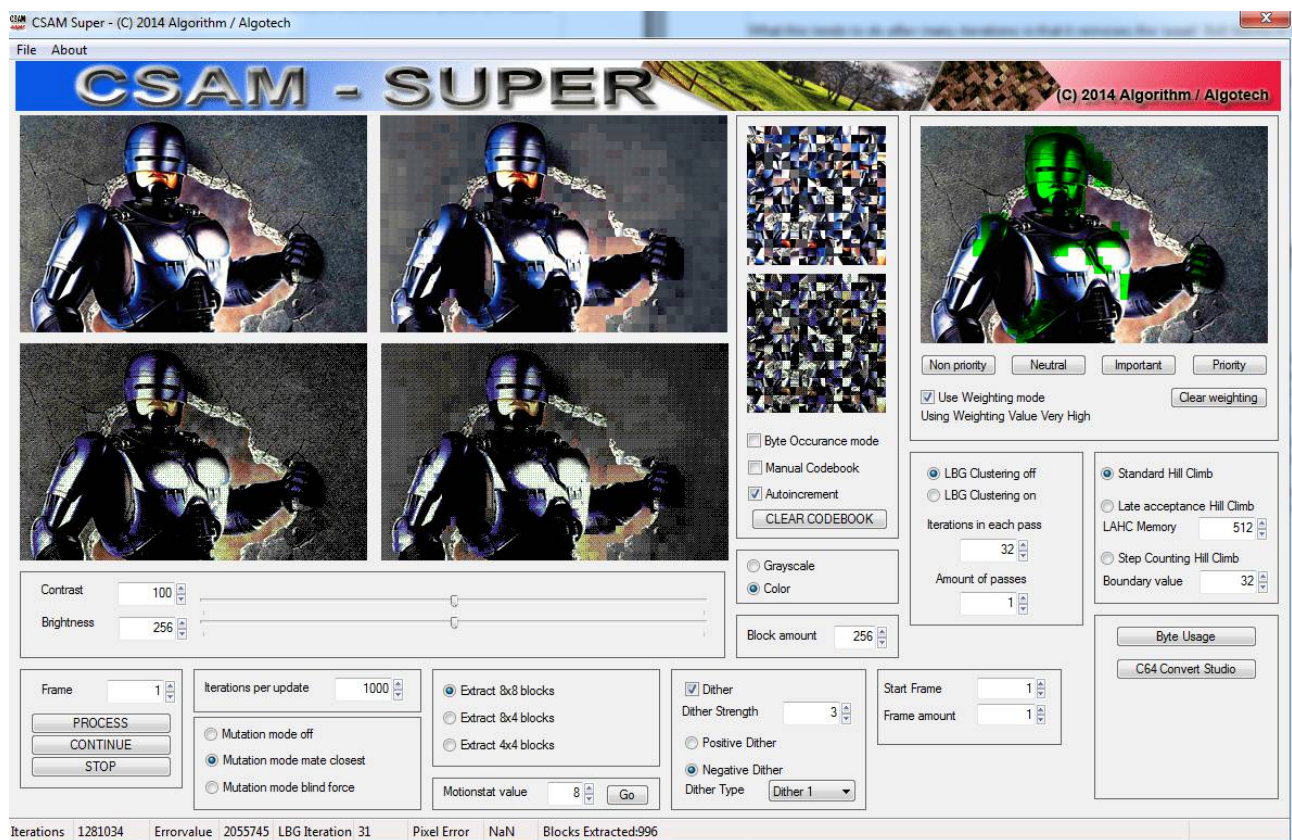 CSAM Super - (C) 2014 Algorithm / Algotech
File About
CSAM - SUPER
(C) 2014 Algorithm / Algotech
Non priority Neutral Important Priority
Use Weighting mode Clear weighting
Using Weighting Value Very High
Byte Occurance mode
Manual Codebook
Autoincrement
CLEAR CODEBOOK
Grayscale
Color
Block amount 256
LBG Clustering off
LBG Clustering on
Iterations in each pass
32
Amount of passes
1
Standard Hill Climb
Late acceptance Hill Climb
LAHC Memory 512
Step Counting Hill Climb
Boundary value 32
Byte Usage
C64 Convert Studio
Contrast 100
Brightness 256
Frame 1
PROCESS
CONTINUE
STOP
Iterations per update 1000
Mutation mode off
Mutation mode mate closest
Mutation mode blind force
Extract 8x8 blocks
Extract 8x4 blocks
Extract 4x4 blocks
Motionstat value 8 Go
Dither
Dither Strength 3
Positive Dither
Negative Dither
Dither Type Dither 1
Start Frame 1
Frame amount 1
Iterations 1281034 Errorvalue 2055745 LBG Iteration 31 Pixel Error NaN Blocks Extracted:996